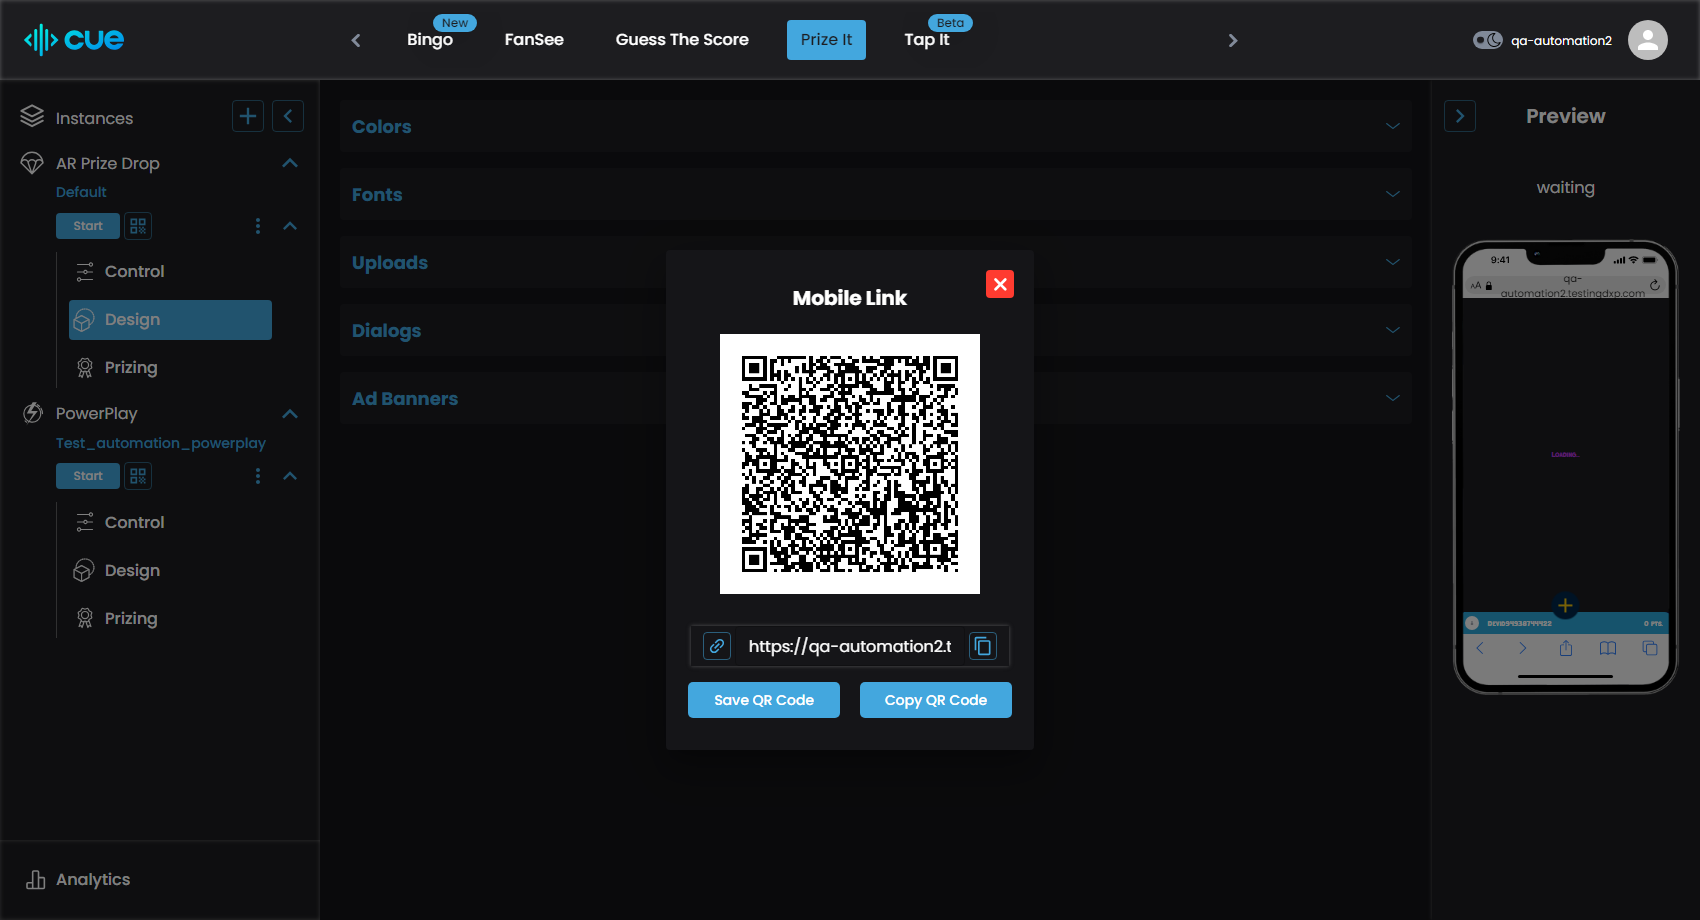 cue
New
Bingo
FanSee
Guess The Score
Prize It
Beta
Tap It
qa-automation2
Instances
AR Prize Drop
Default
Start
Control
Design
Prizing
PowerPlay
Test_automation_powerplay
Start
Control
Design
Prizing
Analytics
Colors
Fonts
Uploads
Dialogs
Ad Banners
Mobile Link
https://qa-automation2.t
Save QR Code
Copy QR Code
Preview
waiting
9:41
AA
qa-
automation2.testingdxp.com
Loading..
0 PTS.